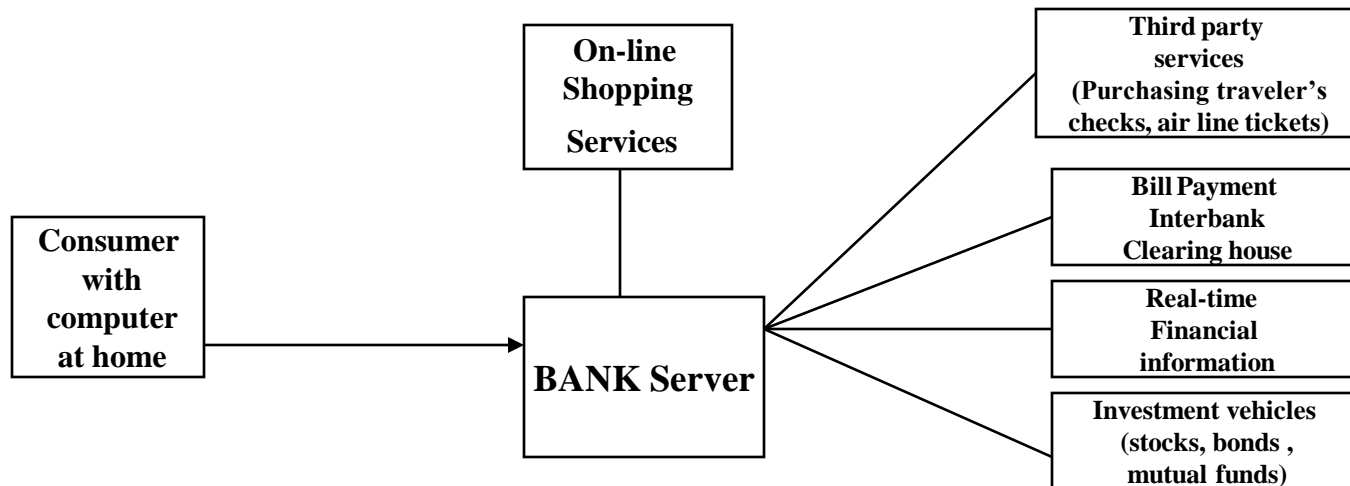 On-line
Shopping
Services
Third party
services
(Purchasing traveler’s
checks, air line tickets)
Consumer
with
computer
at home
BANK Server
Bill Payment
Interbank
Clearing house
Real-time
Financial
information
Investment vehicles
(stocks, bonds ,
mutual funds)